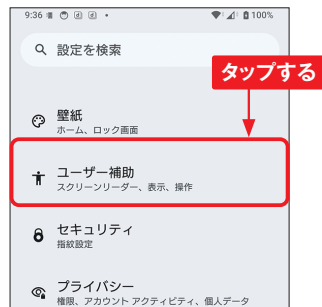 9:36
100%
設定を検索
タップする
壁紙
ホーム、ロック画面
ユーザー補助
スクリーンリーダー、表示、操作
セキュリティ
指紋設定
プライバシー
権限、アカウント アクティビティ、個人データ